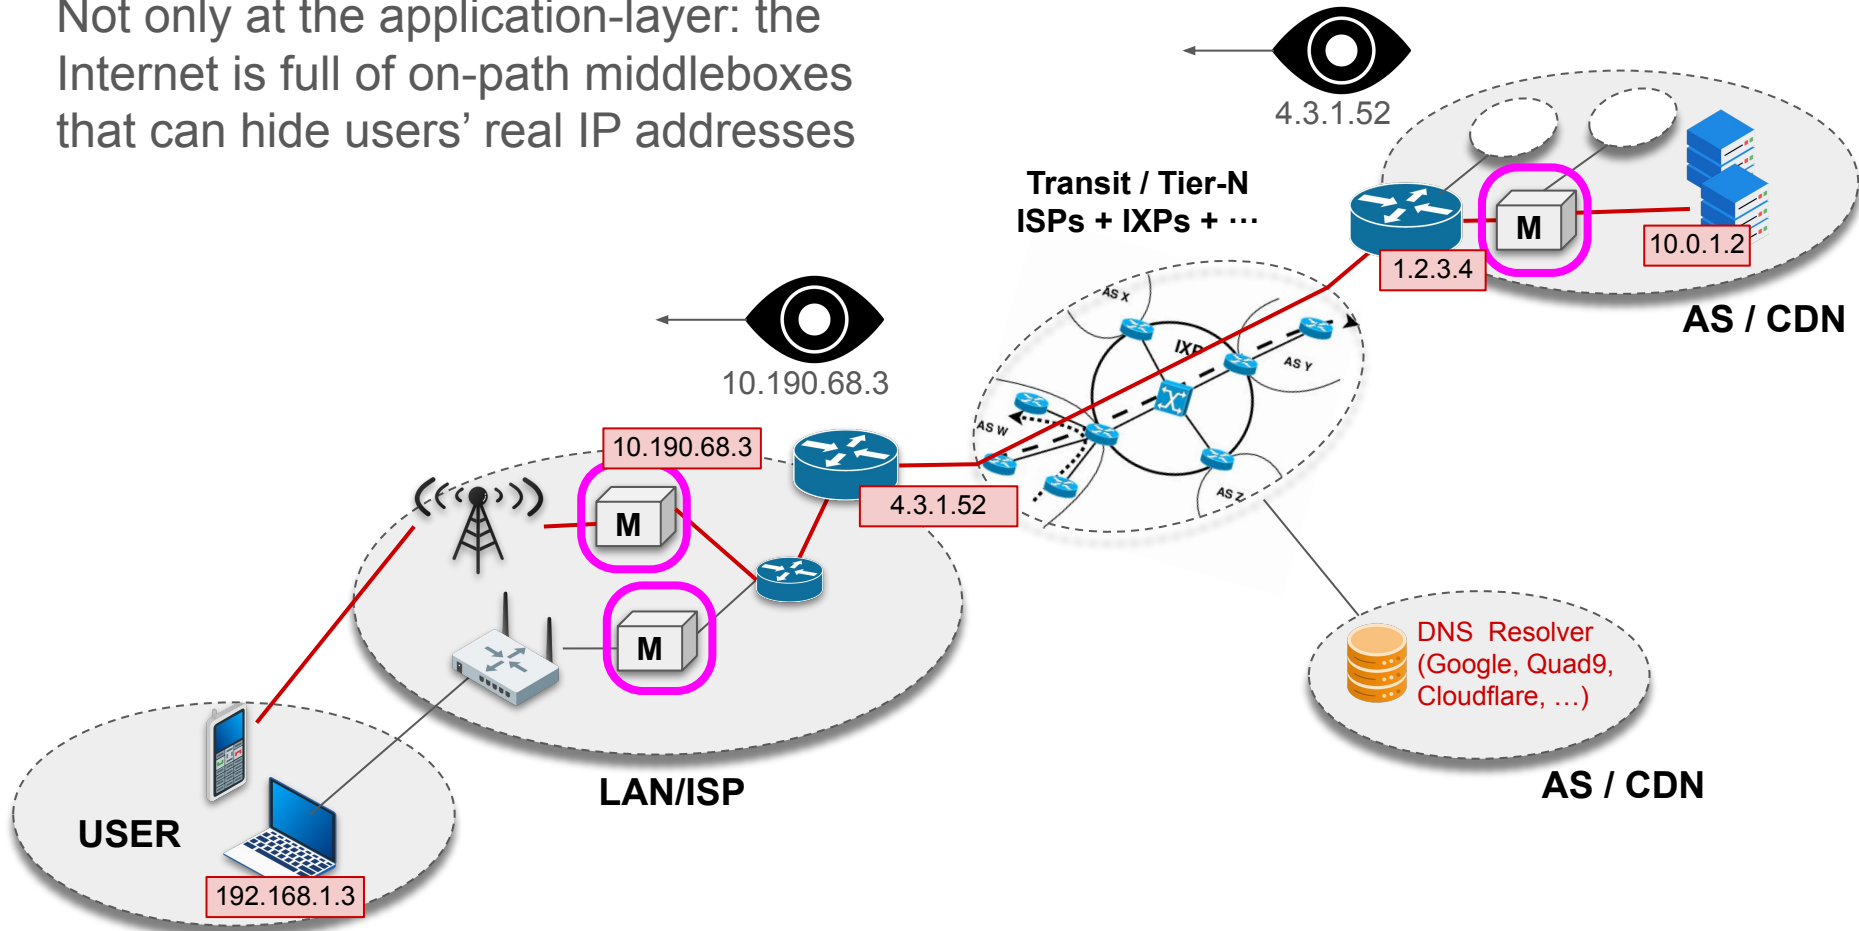 Not only at the application-layer: the
Internet is full of on-path middleboxes
that can hide users’ real IP addresses
4.3.1.52
Transit / Tier-N
ISPs + IXPs + ⋯
M
10.0.1.2
1.2.3.4
AS / CDN
AS X
IXP
AS Y
10.190.68.3
AS W
10.190.68.3
AS Z
4.3.1.52
M
M
DNS Resolver
(Google, Quad9,
Cloudflare, …)
LAN/ISP
AS / CDN
USER
192.168.1.3